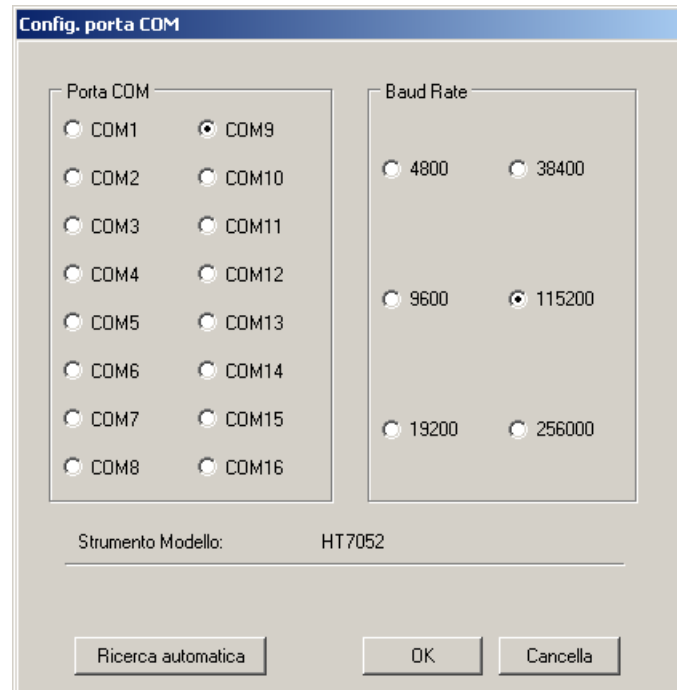 Config. porta COM
Porta COM
COM1 COM9
COM2 COM10
COM3 COM11
COM4 COM12
COM5 COM13
COM6 COM14
COM7 COM15
COM8 COM16
Baud Rate
4800 38400
9600 115200
19200 256000
Strumento Modello: HT7052
Ricerca automatica OK Cancella